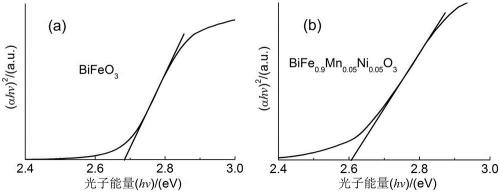 (a)
BiFeO3
(αhν)²/(a.u.)
2.4 2.6 2.8 3.0
光子能量(hν)/(eV)
(b)
BiFe0.9Mn0.05Ni0.05O3
(αhν)²/(a.u.)
2.4 2.6 2.8 3.0
光子能量(hν)/(eV)